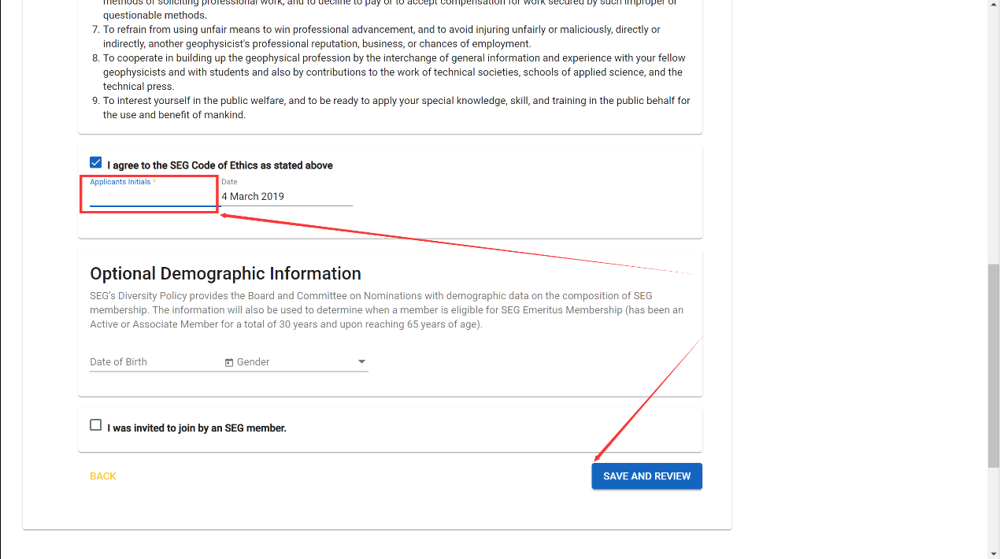 methods of soliciting professional work, and to decline to pay or to accept compensation for work secured by such improper or
questionable methods.
7. To refrain from using unfair means to win professional advancement, and to avoid injuring unfairly or maliciously, directly or
indirectly, another geophysicist's professional reputation, business, or chances of employment.
8. To cooperate in building up the geophysical profession by the interchange of general information and experience with your fellow
geophysicists and with students and also by contributions to the work of technical societies, schools of applied science, and the
technical press.
9. To interest yourself in the public welfare, and to be ready to apply your special knowledge, skill, and training in the public behalf for
the use and benefit of mankind.
I agree to the SEG Code of Ethics as stated above
Applicants Initials * Date
4 March 2019
Optional Demographic Information
SEG's Diversity Policy provides the Board and Committee on Nominations with demographic data on the composition of SEG
membership. The information will also be used to determine when a member is eligible for SEG Emeritus Membership (has been an
Active or Associate Member for a total of 30 years and upon reaching 65 years of age).
Date of Birth Gender
I was invited to join by an SEG member.
BACK SAVE AND REVIEW